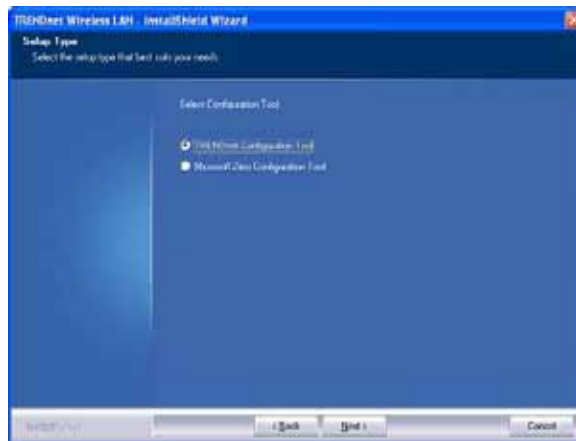 TRENDnet Wireless LAN - InstallShield Wizard
Setup Type
Select the setup type that best suits your needs.
Select Configuration Tool
TRENDnet Configuration Tool
Microsoft Zero Configuration Tool
InstallShield
< Back
Next >
Cancel